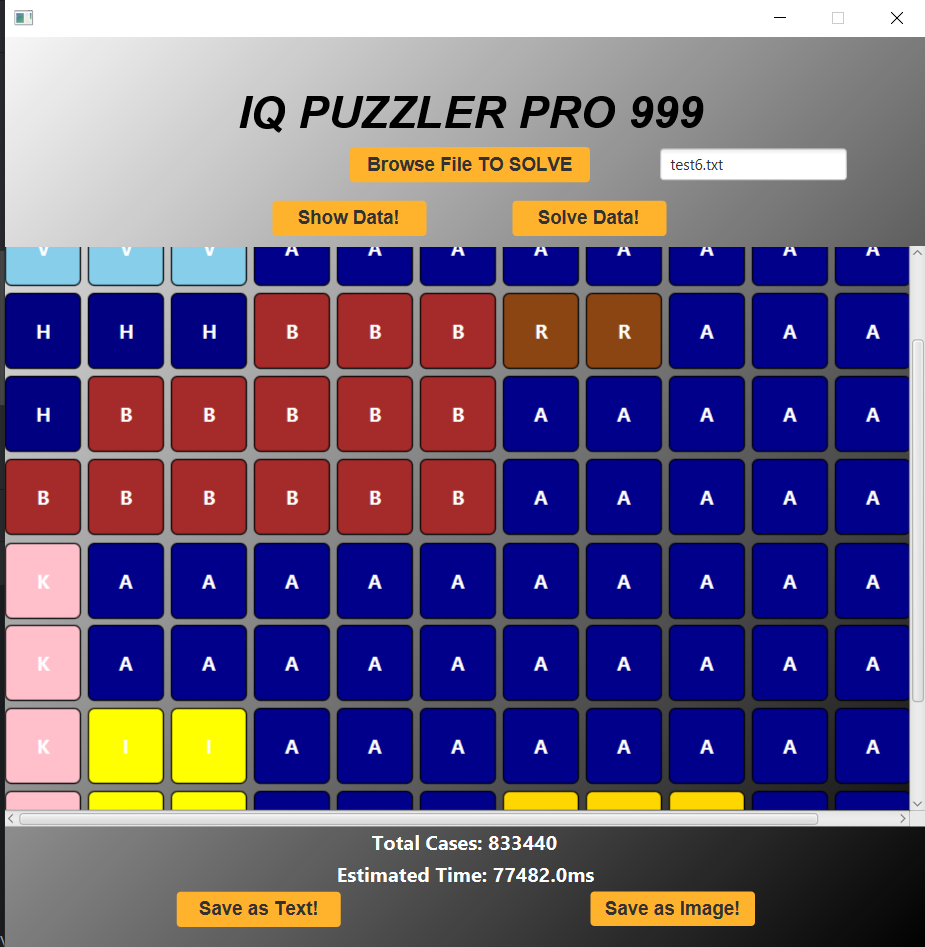 IQ PUZZLER PRO 999
Browse File TO SOLVE test6.txt
Show Data! Solve Data!
V V V A A A A A A A A
H H H B B B R R A A A
H B B B B B A A A A A
B B B B B B A A A A A
K A A A A A A A A A A
K A A A A A A A A A A
K I I A A A A A A A A
Total Cases: 833440
Estimated Time: 77482.0ms
Save as Text! Save as Image!